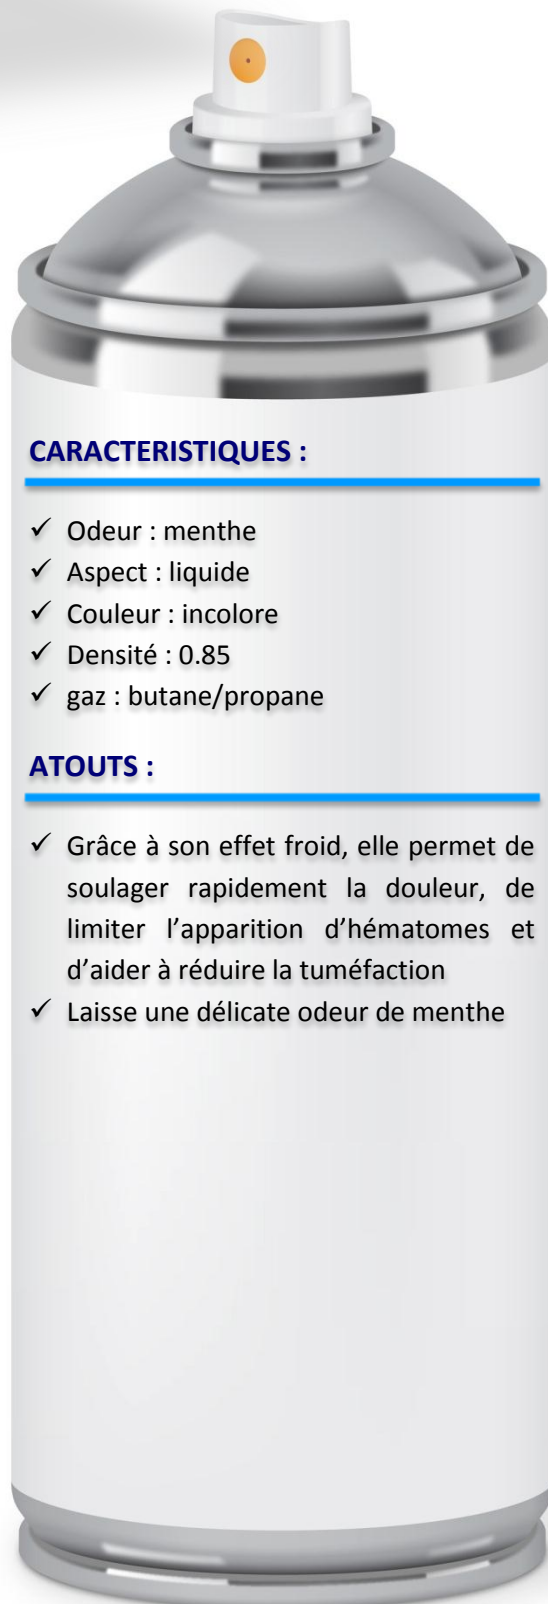 CARACTERISTIQUES :
✓ Odeur : menthe
✓ Aspect : liquide
✓ Couleur : incolore
✓ Densité : 0.85
✓ gaz : butane/propane
ATOUTS :
✓ Grâce à son effet froid, elle permet de
soulager rapidement la douleur, de
limiter l’apparition d’hématomes et
d’aider à réduire la tuméfaction
✓ Laisse une délicate odeur de menthe